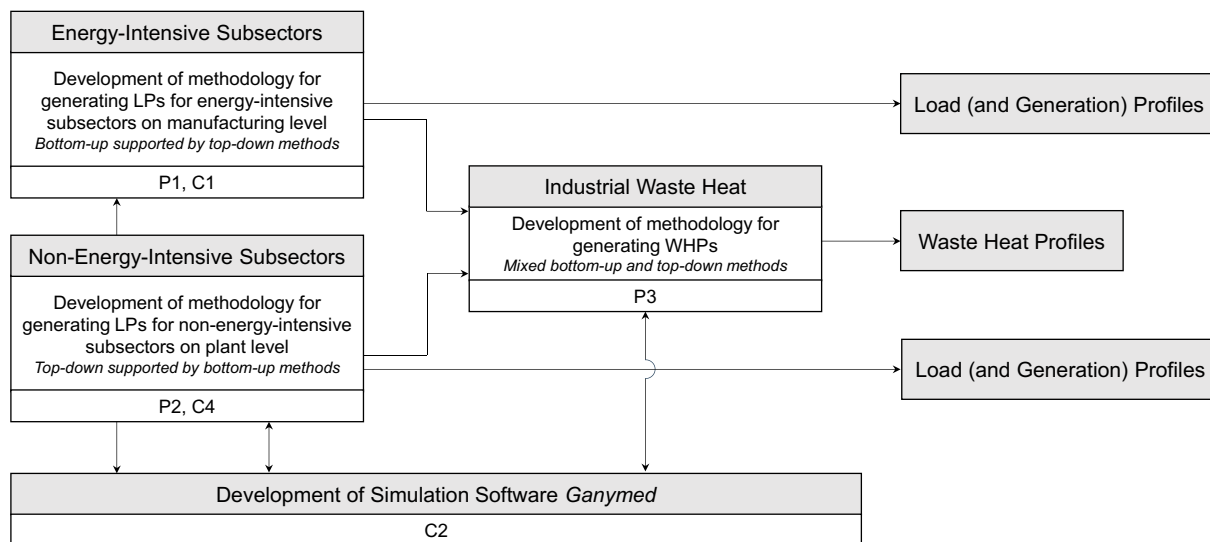 Energy-Intensive Subsectors
Development of methodology for
generating LPs for energy-intensive
subsectors on manufacturing level
Bottom-up supported by top-down methods
P1, C1
Non-Energy-Intensive Subsectors
Development of methodology for
generating LPs for non-energy-intensive
subsectors on plant level
Top-down supported by bottom-up methods
P2, C4
Industrial Waste Heat
Development of methodology for
generating WHPs
Mixed bottom-up and top-down methods
P3
Load (and Generation) Profiles
Waste Heat Profiles
Load (and Generation) Profiles
Development of Simulation Software Ganymed
C2